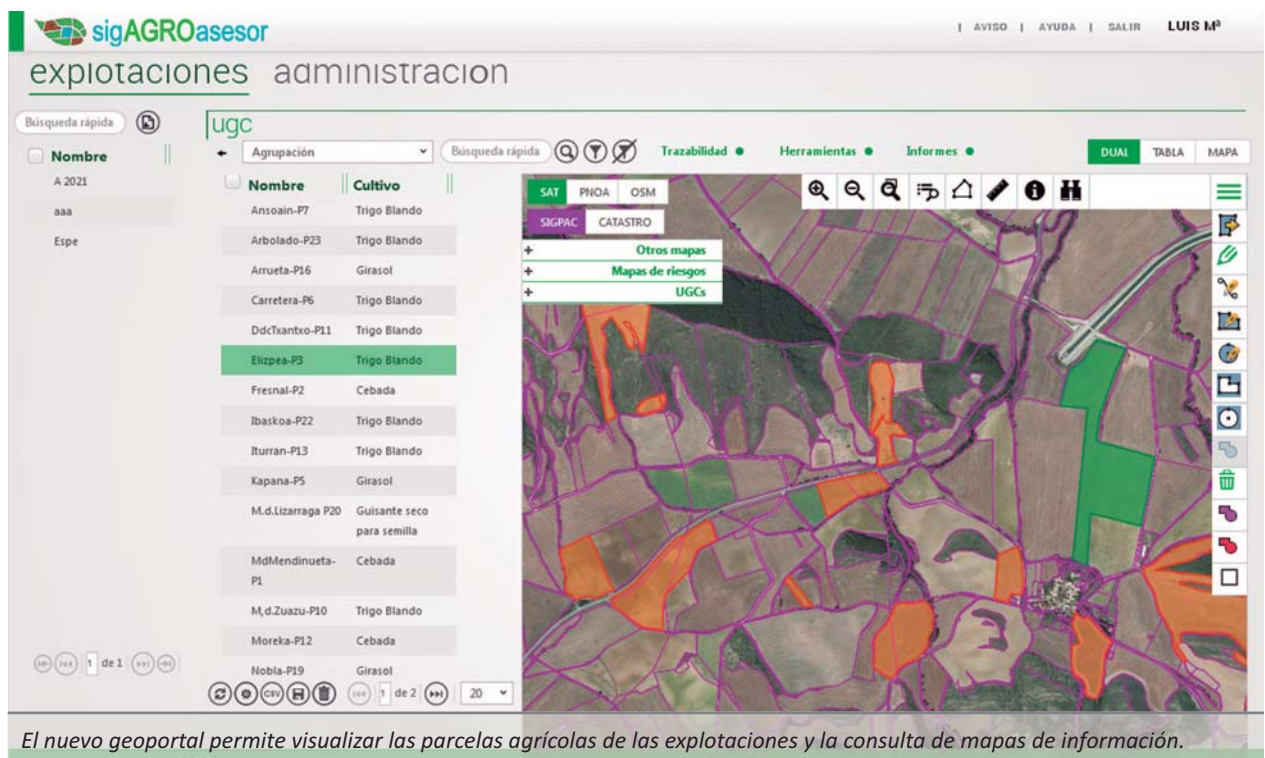 sigAGROasesor
| AVISO | AYUDA | SALIR LUIS Mª
explotaciones administracion
Búsqueda rápida
Nombre
A 2021
aaa
Espe
1 de 1
ugc
Agrupación
Búsqueda rápida
Trazabilidad
Herramientas
Informes
DUAL TABLA MAPA
Nombre Cultivo
Ansoain-P7 Trigo Blando
Arbolado-P23 Trigo Blando
Arrueta-P16 Girasol
Carretera-P6 Trigo Blando
DdcTxantxo-P11 Trigo Blando
Elizpea-P3 Trigo Blando
Fresnal-P2 Cebada
Ibaskoa-P22 Trigo Blando
Iturran-P13 Trigo Blando
Kapana-P5 Girasol
M.d.Lizarraga P20 Guisante seco
para semilla
MdMendinueta- Cebada
P1
M,d.Zuazu-P10 Trigo Blando
Moreka-P12 Cebada
Nobla-P19 Girasol
CSV 1 de 2 20
SAT PNOA OSM
SIGPAC CATASTRO
+ Otros mapas
+ Mapas de riesgos
+ UGCs
El nuevo geoportal permite visualizar las parcelas agrícolas de las explotaciones y la consulta de mapas de información.